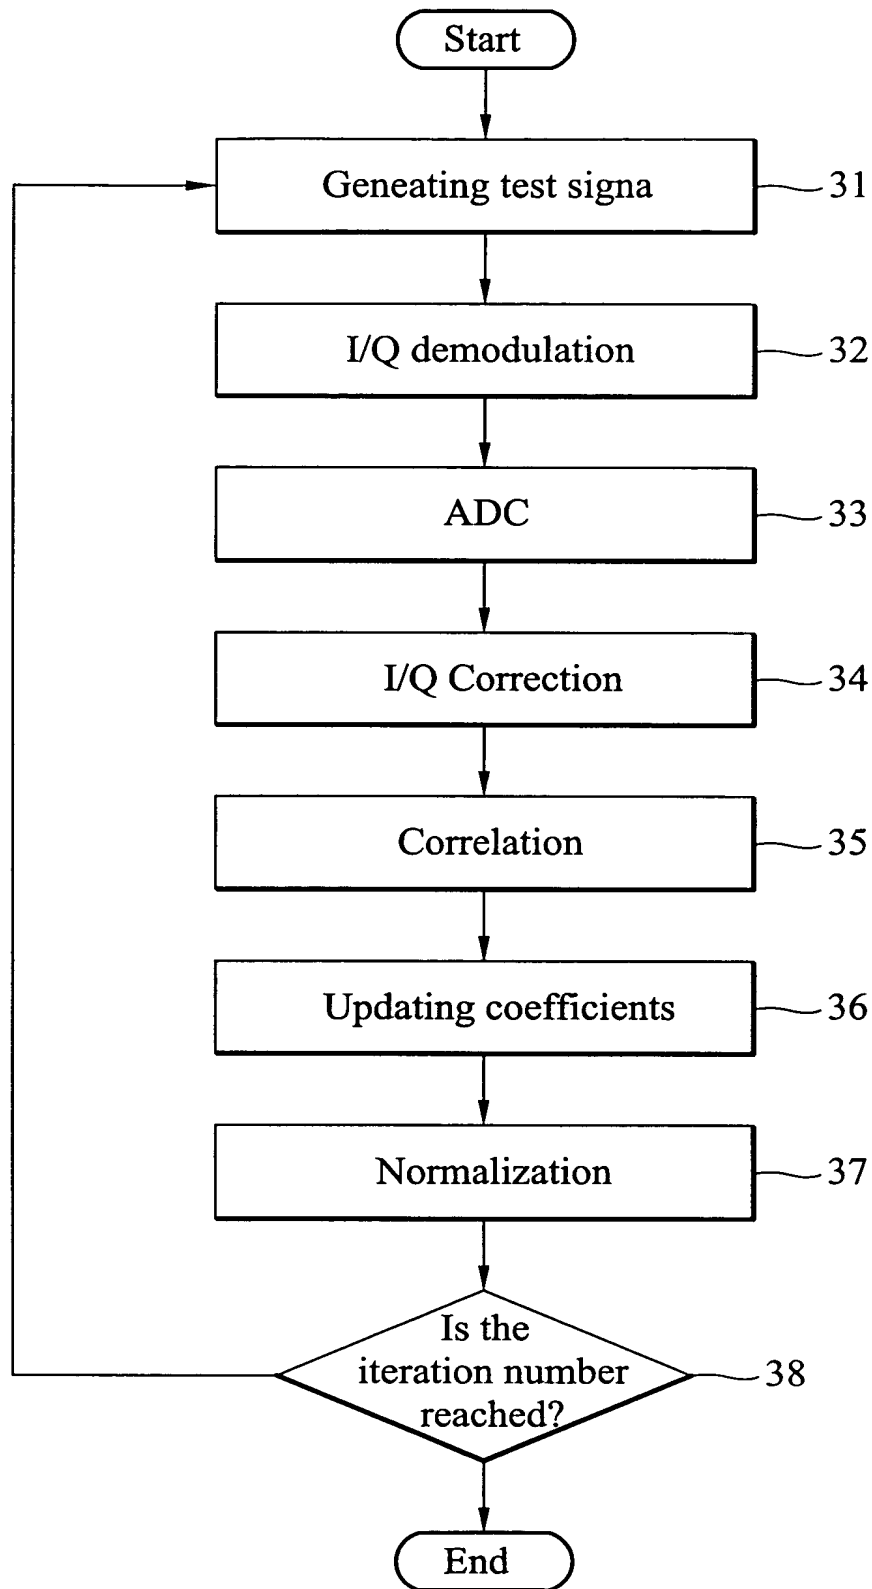 Start
Geneating test signa
31
I/Q demodulation
32
ADC
33
I/Q Correction
34
Correlation
35
Updating coefficients
36
Normalization
37
Is the
iteration number
reached?
38
End